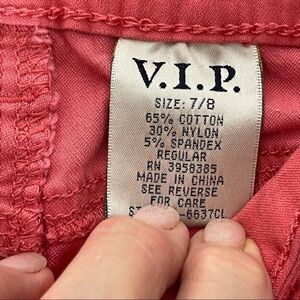 V.I.P.
SIZE: 7/8
65% COTTON
30% NYLON
5% SPANDEX
REGULAR
RN 3958385
MADE IN CHINA
SEE REVERSE
FOR CARE
-6637CL